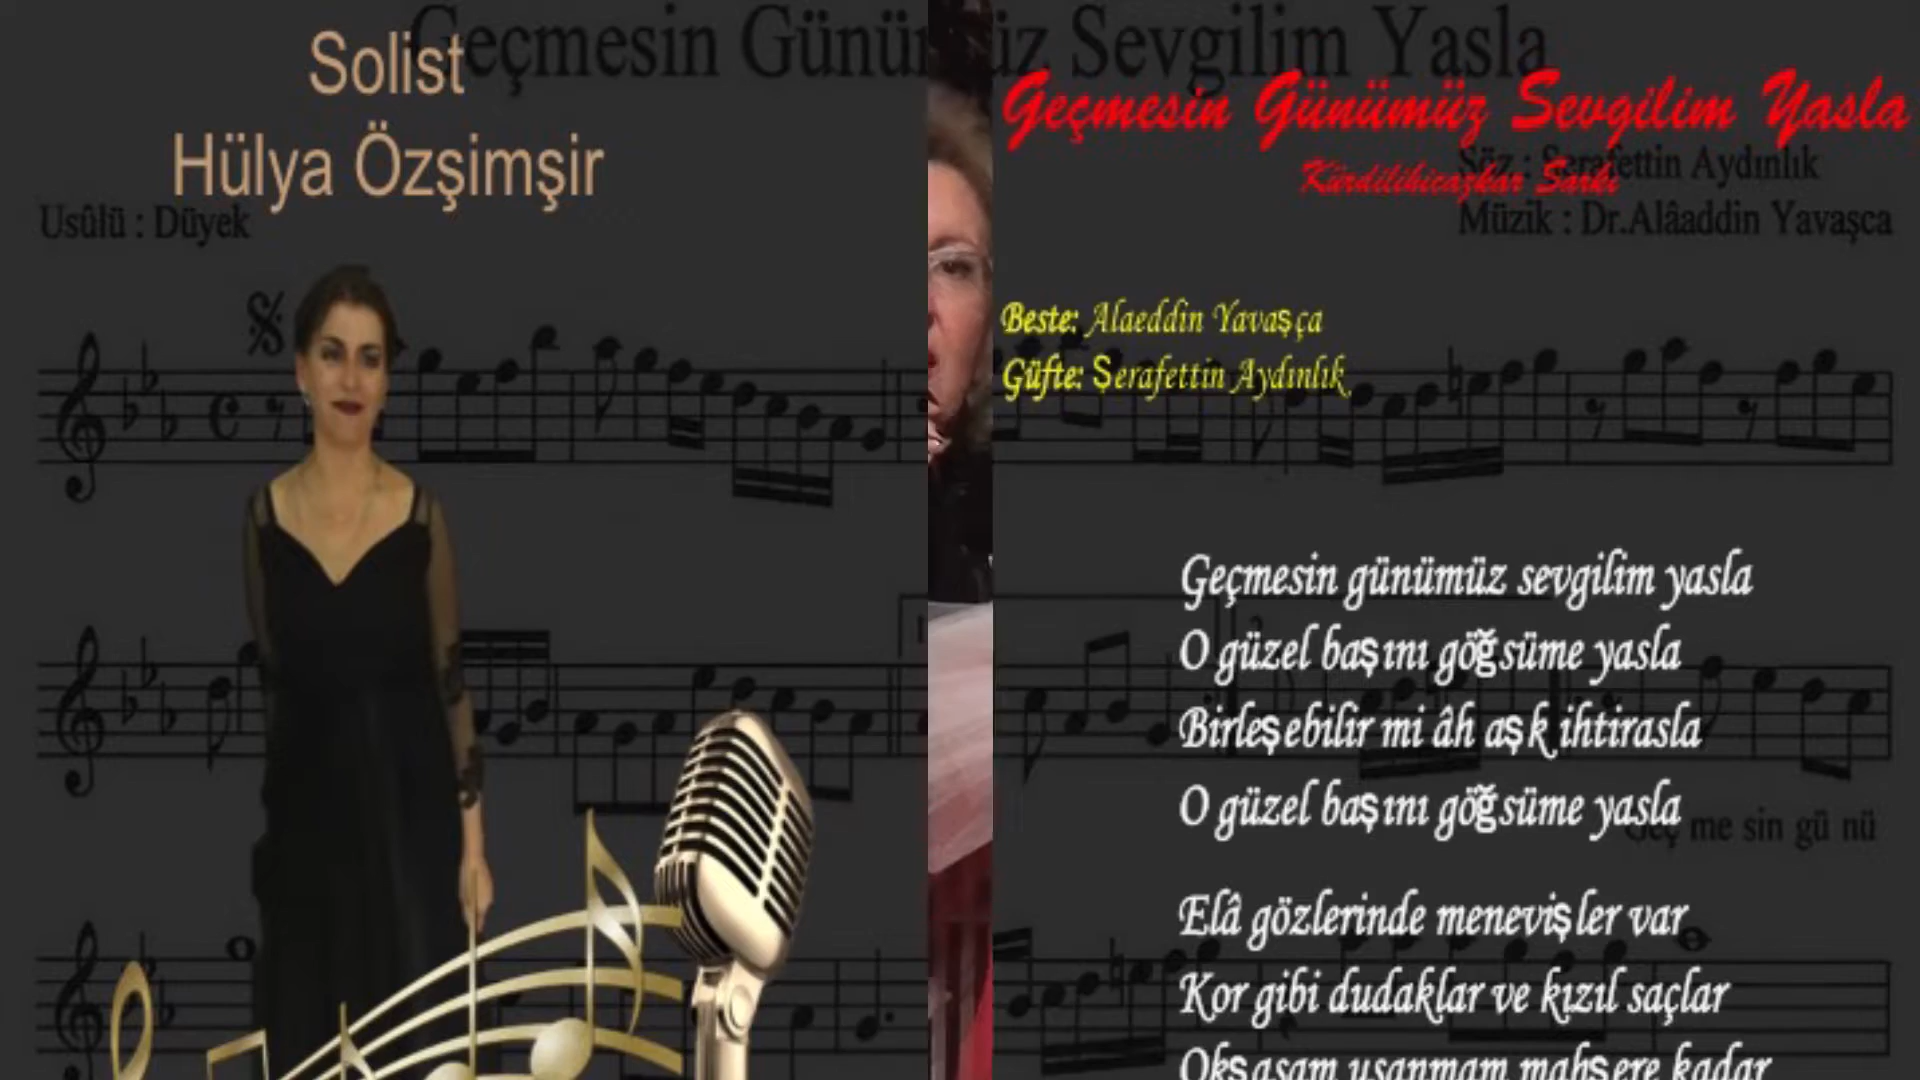 Geçmesin Günümüz Sevgilim Yasla
Solist
Hülya Özşimşir
Usûlü : Düyek
Geçmesin Günümüz Sevgilim Yasla
Kürdilihicazkar Şarkı
Söz : Şerafettin Aydınlık
Müzik : Dr.Alâaddin Yavaşca
Beste: Alaeddin Yavaşça
Güfte: Şerafettin Aydınlık
Geçmesin günümüz sevgilim yasla
O güzel başını göğsüme yasla
Birleşebilir mi âh aşk ihtirasla
O güzel başını göğsüme yasla
Geç me sin gü nü
Elâ gözlerinde menevişler var
Kor gibi dudaklar ve kızıl saçlar
Okşasam usanmam mahşere kadar